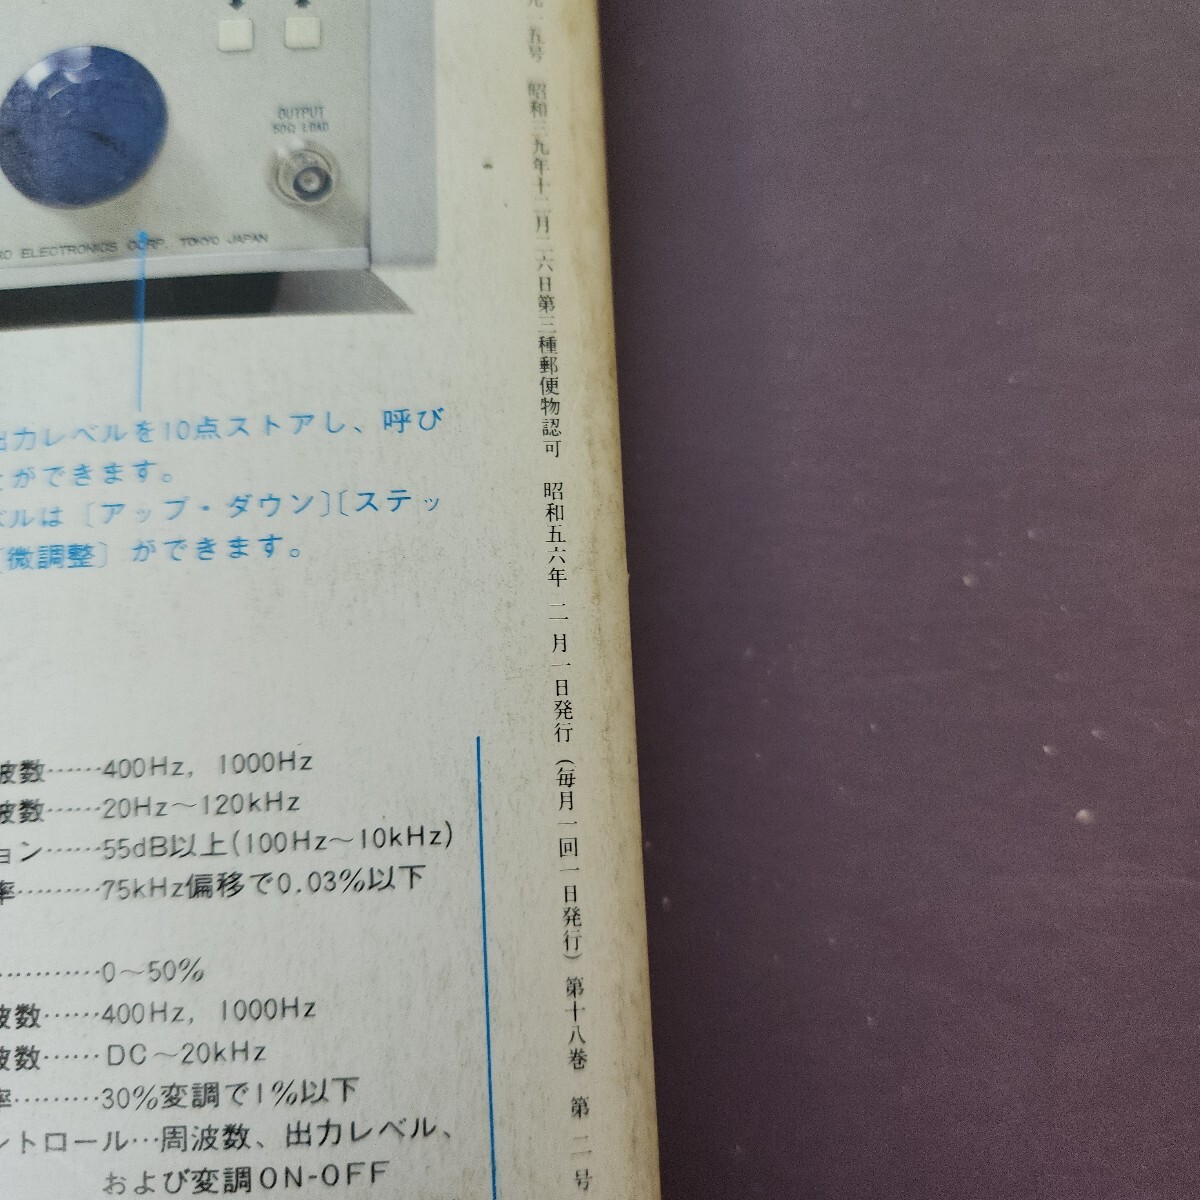 OUTPUT
50Ω LOAD
RO ELECTRONICS CORP. TOKYO JAPAN
出力レベルを10点ストアし、呼び
とができます。
ベルは〔アップ・ダウン〕〔ステッ
〔微調整〕ができます。
波数……400Hz, 1000Hz
波数……20Hz～120kHz
ョン……55dB以上(100Hz～10kHz)
率………75kHz偏移で0.03%以下
…………0～50%
波数……400Hz, 1000Hz
波数……DC～20kHz
率………30%変調で1%以下
ントロール…周波数、出力レベル、
および変調ON-OFF
五号 昭和三九年十二月二六日第三種郵便物認可 昭和五六年二月一日発行（毎月一回一日発行）第十八巻 第二号